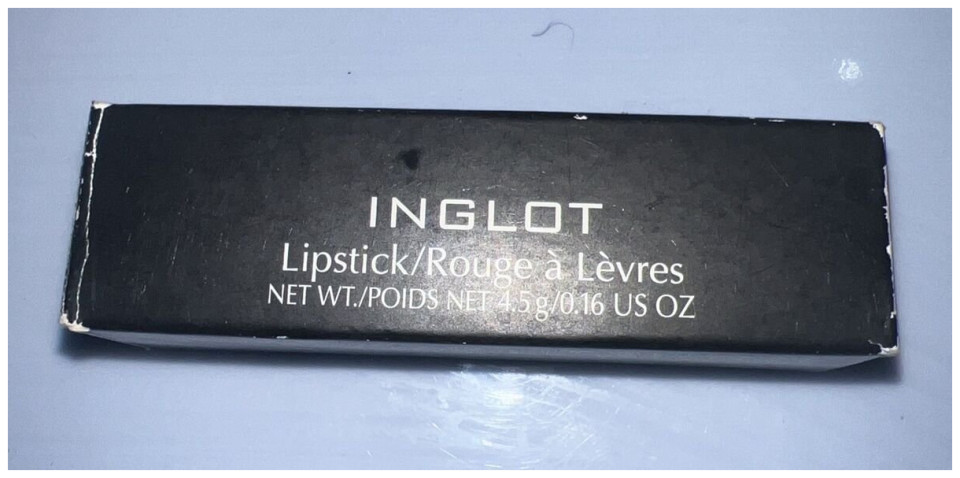 INGLOT
Lipstick/Rouge à Lèvres
NET WT./POIDS NET 4.5 g/0.16 US OZ